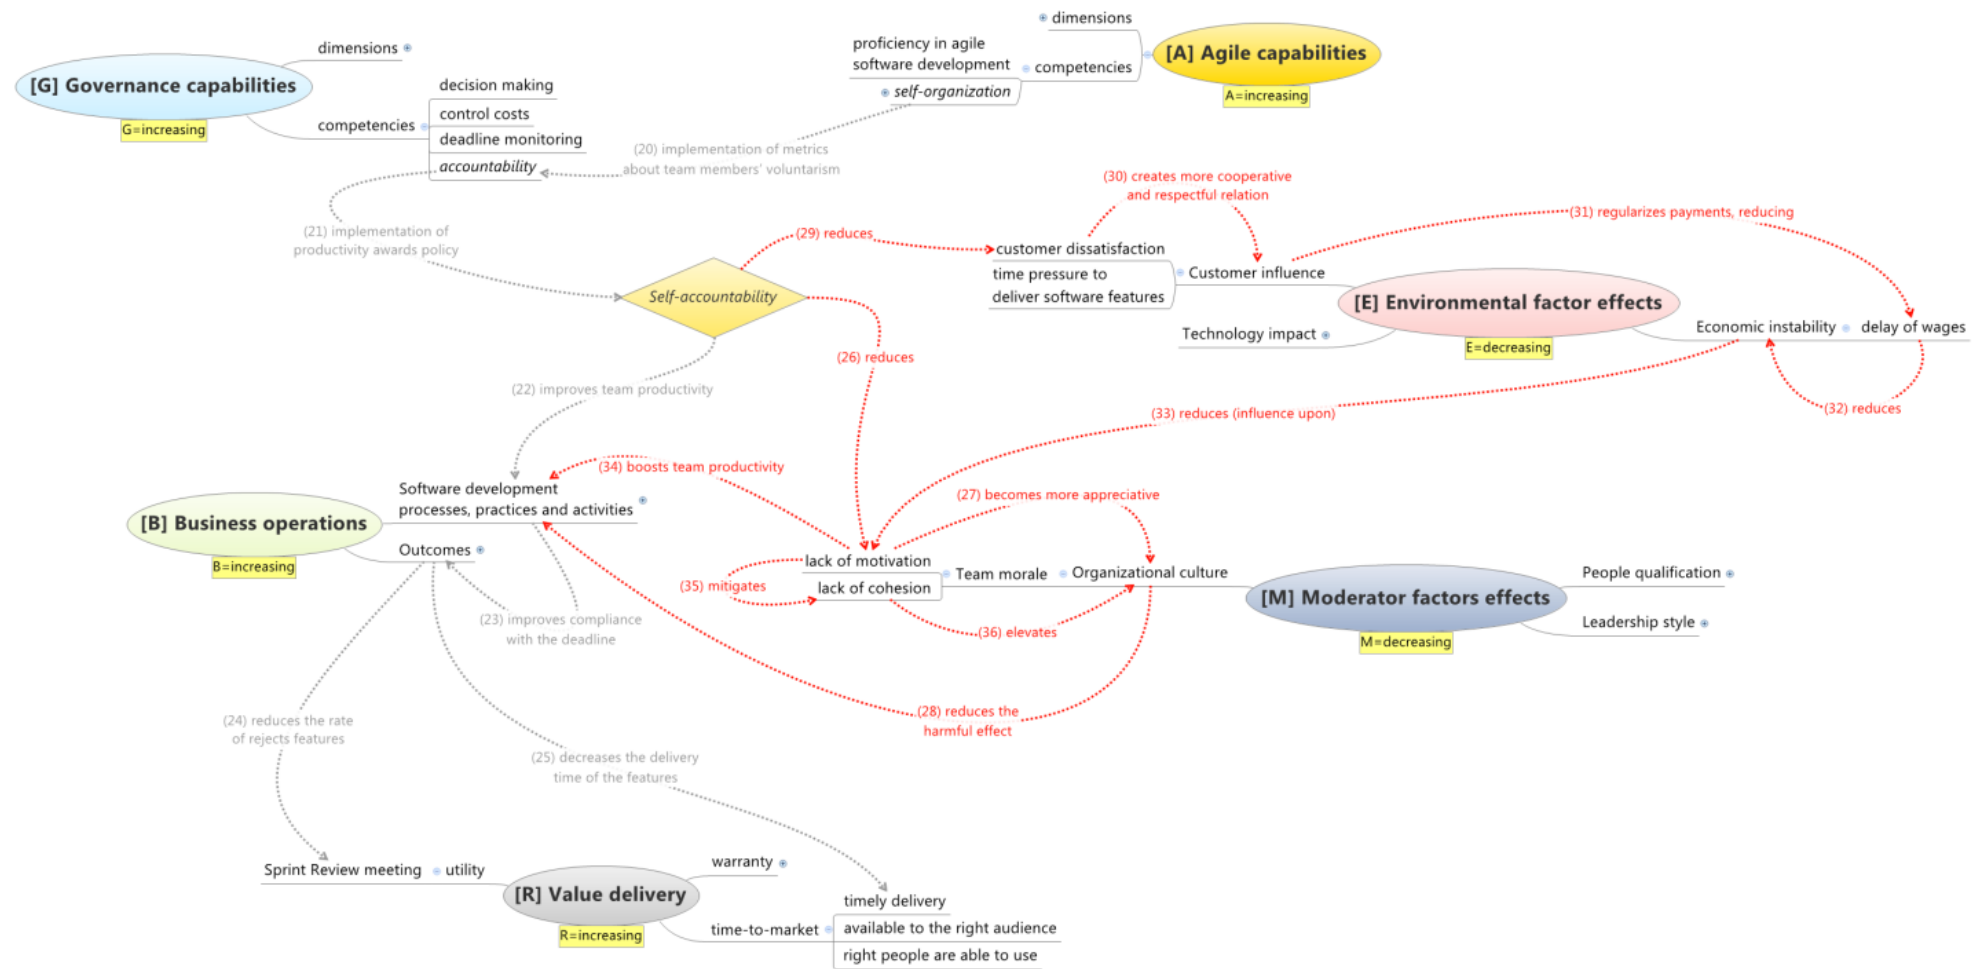 dimensions
[G] Governance capabilities
G=increasing
competencies
decision making
control costs
deadline monitoring
accountability
dimensions
proficiency in agile
software development
competencies
self-organization
[A] Agile capabilities
A=increasing
(20) implementation of metrics
about team members' voluntarism
(21) implementation of
productivity awards policy
Self-accountability
(29) reduces
(30) creates more cooperative
and respectful relation
(31) regularizes payments, reducing
customer dissatisfaction
time pressure to
deliver software features
Customer influence
Technology impact
[E] Environmental factor effects
E=decreasing
Economic instability
delay of wages
(26) reduces
(32) reduces
(33) reduces (influence upon)
(22) improves team productivity
(34) boosts team productivity
(27) becomes more appreciative
Software development
processes, practices and activities
[B] Business operations
B=increasing
Outcomes
lack of motivation
lack of cohesion
Team morale
Organizational culture
(35) mitigates
(36) elevates
[M] Moderator factors effects
M=decreasing
People qualification
Leadership style
(23) improves compliance
with the deadline
(28) reduces the
harmful effect
(24) reduces the rate
of rejects features
(25) decreases the delivery
time of the features
Sprint Review meeting
utility
[R] Value delivery
R=increasing
warranty
time-to-market
timely delivery
available to the right audience
right people are able to use